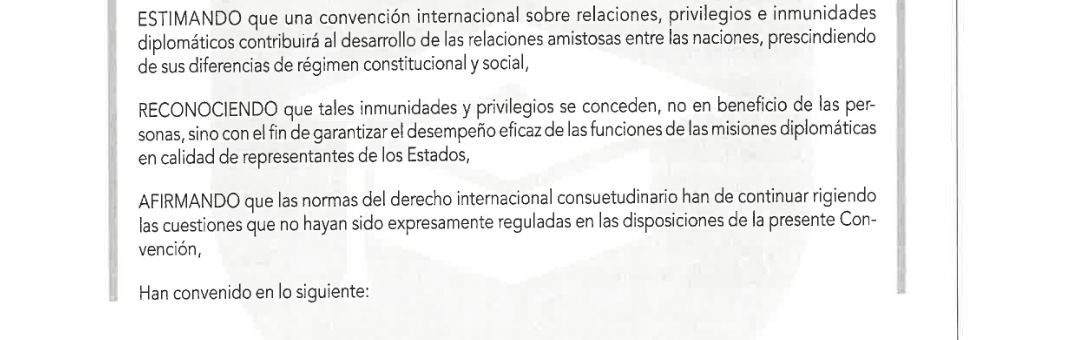 ESTIMANDO que una convención internacional sobre relaciones, privilegios e inmunidades
diplomáticos contribuirá al desarrollo de las relaciones amistosas entre las naciones, prescindiendo
de sus diferencias de régimen constitucional y social,
RECONOCIENDO que tales inmunidades y privilegios se conceden, no en beneficio de las per-
sonas, sino con el fin de garantizar el desempeño eficaz de las funciones de las misiones diplomáticas
en calidad de representantes de los Estados,
AFIRMANDO que las normas del derecho internacional consuetudinario han de continuar rigiendo
las cuestiones que no hayan sido expresamente reguladas en las disposiciones de la presente Con-
vención,
Han convenido en lo siguiente: